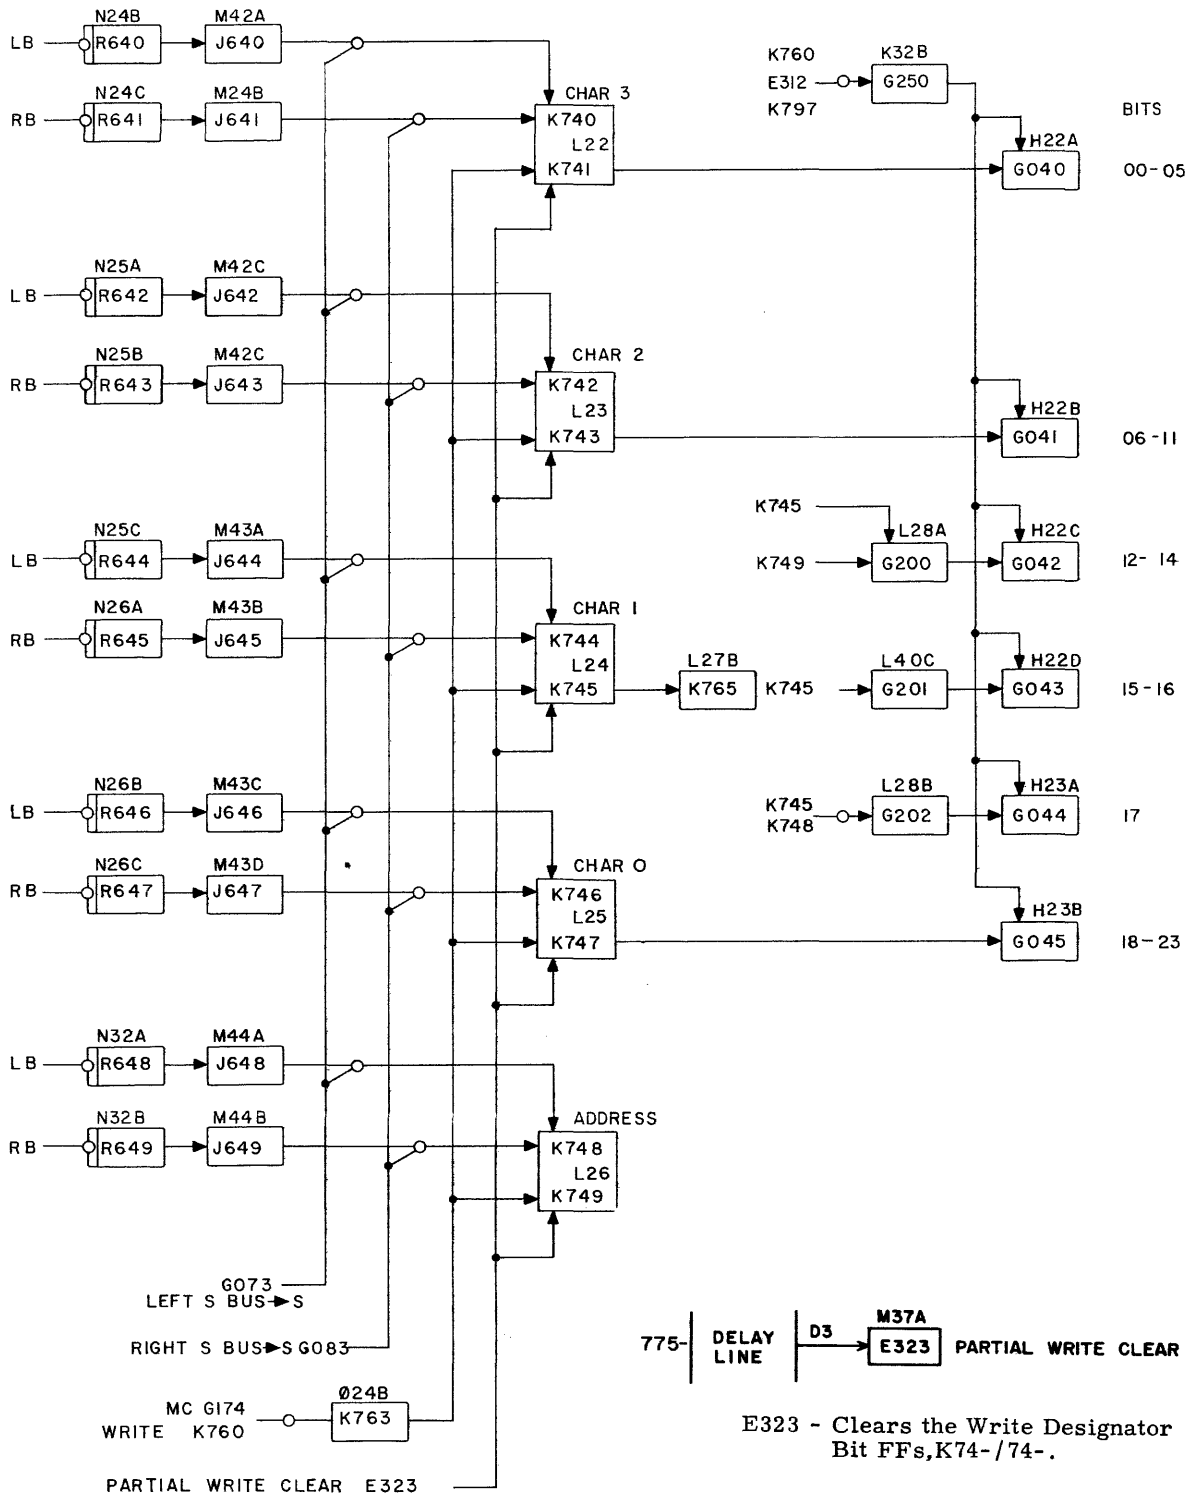 N24B M42A
LB R640 J640
K760 K32B
E312 G250
K797
N24C M24B CHAR 3 BITS
RB R641 J641 K740
L22 H22A
K741 G040 00-05
N25A M42C
LB R642 J642
N25B M42C CHAR 2
RB R643 J643 K742
L23 H22B
K743 G041 06-11
K745
N25C M43A L28A H22C
LB R644 J644 K749 G200 G042 12-14
N26A M43B CHAR 1
RB R645 J645 K744
L24 L27B L40C H22D
K745 K765 K745 G201 G043 15-16
N26B M43C L28B H23A
LB R646 J646 K745 G202 G044 17
K748
N26C M43D CHAR 0
RB R647 J647 K746
L25 H23B
K747 G045 18-23
N32A M44A
LB R648 J648
N32B M44B ADDRESS
RB R649 J649 K748
L26
K749
G073
LEFT S BUS→S
RIGHT S BUS→S G083
M37A
775- DELAY LINE D3 E323 PARTIAL WRITE CLEAR
Ø24B
MC G174 K763
WRITE K760
E323 - Clears the Write Designator
Bit FFs,K74-/74-.
PARTIAL WRITE CLEAR E323